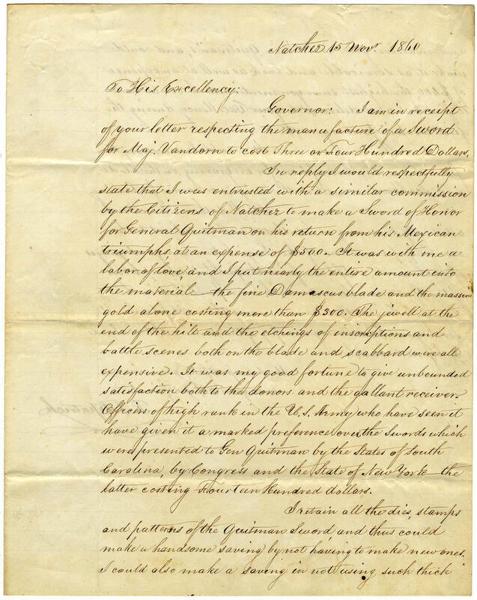 Natchez 15 Novr. 1860
To His Excellency:
Governor: I am in receipt
of your letter respecting the manufacture of a Sword
for Maj. Vandorn to cost Three or Four Hundred Dollars.
In reply I would respectfully
state that I was entrusted with a similar commission
by the Citizens of Natchez to make a Sword of Honor
for General Quitman on his return from his Mexican
triumphs, at an expense of $500. It was with me a
labor of love and I put nearly the entire amount into
the material the fine Damascus blade and the massive
gold alone costing more than $300. The jewell at the
end of the hilt and the etchings of inscriptions and
battle scenes both on the blade and scabbard were all
expensive. It was my good fortune to give unbounded
satisfaction both to the donors and the gallant receiver.
Officers of high rank in the U.S. Army who have seen it
have given it a marked preference over the Swords which
were presented to Gen Quitman by the States of South
Carolina, by Congress and the State of New York the
latter costing Fourteen Hundred dollars.
I retain all the dies, stamps
and patterns of the Quitman Sword, and thus could
make a handsome saving by not having to make new ones.
I could also make a saving in not using such thick